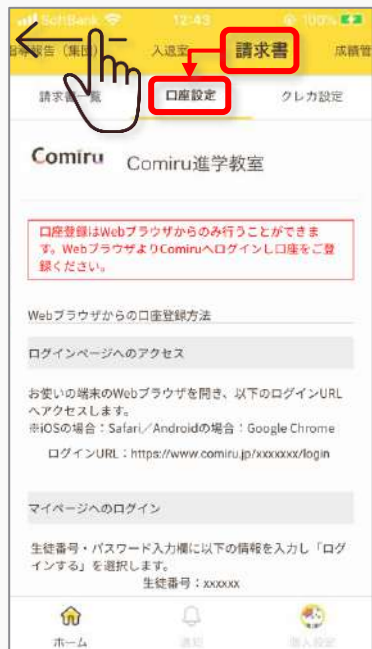 SoftBank 12:43 100%
指導報告（集団） 入退室 請求書 成績管
請求書一覧 口座設定 クレカ設定
Comiru Comiru進学教室
口座登録はWebブラウザからのみ行うことができま
す。WebブラウザよりComiruへログインし口座をご登
録ください。
Webブラウザからの口座登録方法
ログインページへのアクセス
お使いの端末のWebブラウザを開き、以下のログインURL
へアクセスします。
※iOSの場合：Safari／Androidの場合：Google Chrome
ログインURL：https://www.comiru.jp/xxxxxxx/login
マイページへのログイン
生徒番号・パスワード入力欄に以下の情報を入力し「ログ
インする」を選択します。
生徒番号：xxxxxx
ホーム 通知 個人設定